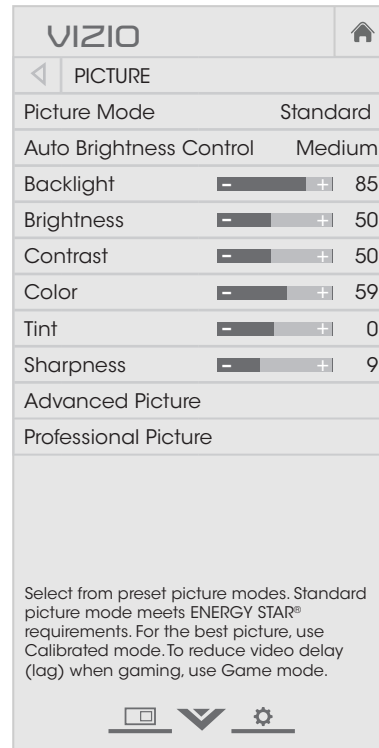 VIZIO
PICTURE
Picture Mode Standard
Auto Brightness Control Medium
Backlight - + 85
Brightness - + 50
Contrast - + 50
Color - + 59
Tint - + 0
Sharpness - + 9
Advanced Picture
Professional Picture
Select from preset picture modes. Standard
picture mode meets ENERGY STAR®
requirements. For the best picture, use
Calibrated mode. To reduce video delay
(lag) when gaming, use Game mode.